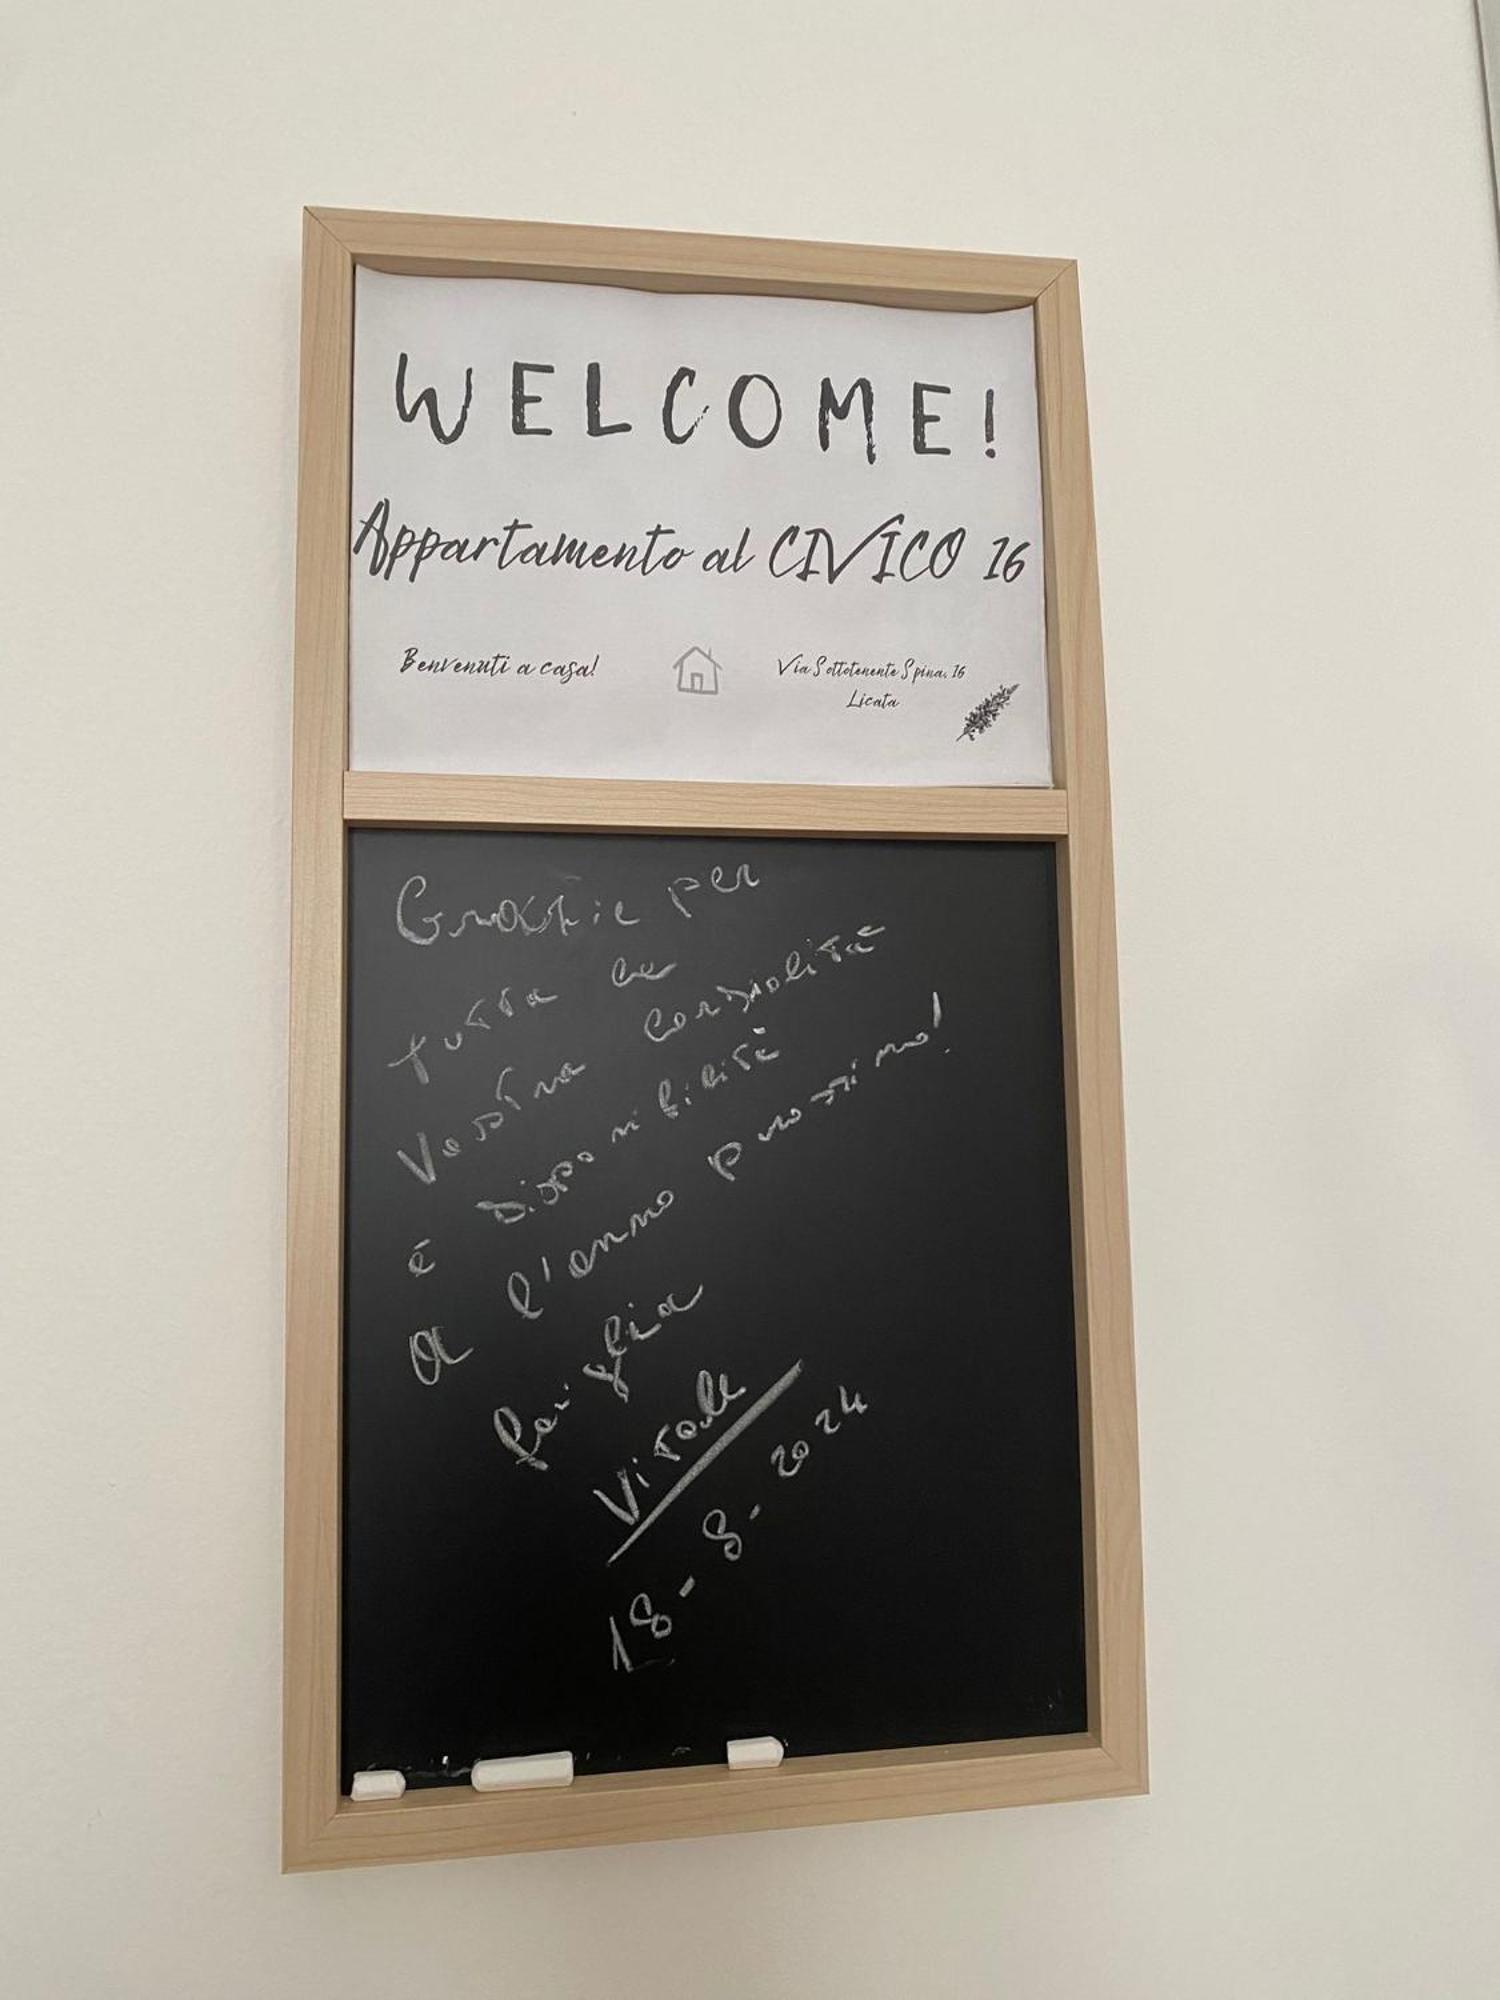 WELCOME!
Appartamento al CIVICO 16
Benvenuti a casa!
Via Sottotenente Spina, 16
Licata
Grazie per
tutta la
Vostra cordialità
é Disponibilità
a l'anno prossimo!
Vitale
18-8-2024